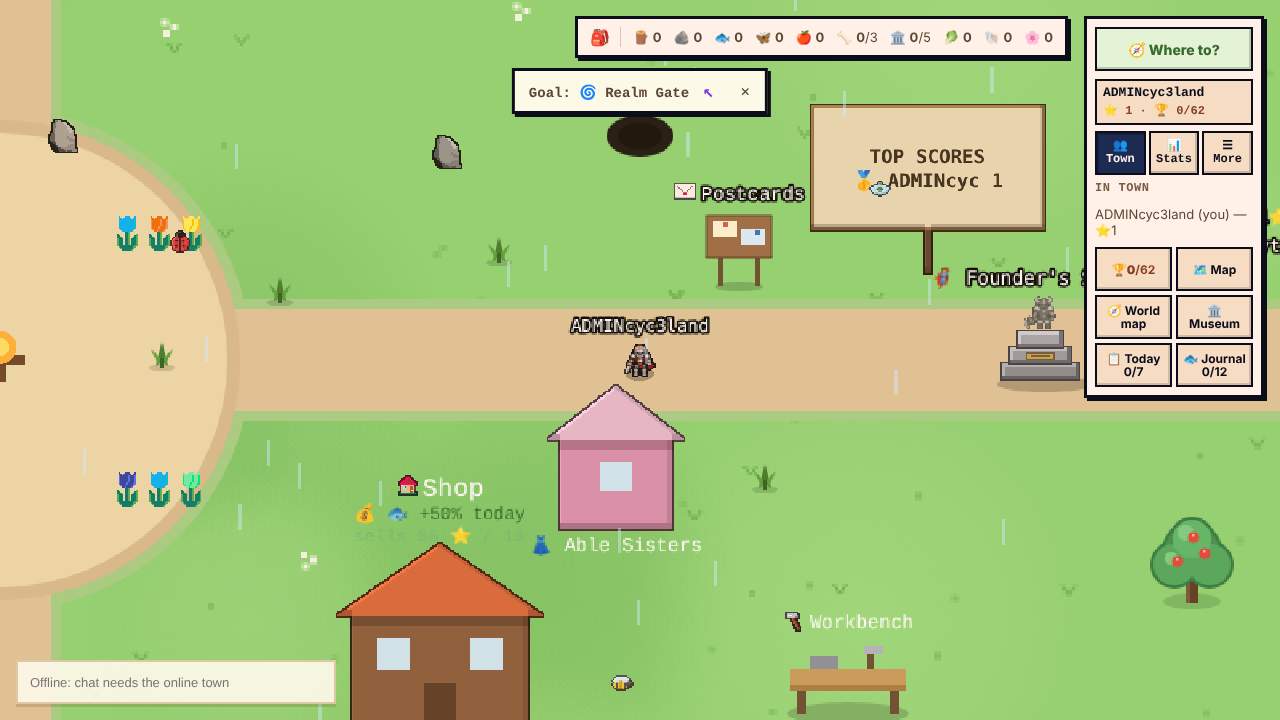 0 0 0 0 0 0/3 0/5 0 0 0
Where to?
Goal: Realm Gate ×
ADMINcyc3land
1 · 0/62
TOP SCORES
ADMINcyc 1
Town
Stats
More
IN TOWN
ADMINcyc3land (you) —
1
Postcards
Founder's
0/62
Map
World map
Museum
Today 0/7
Journal 0/12
ADMINcyc3land
Shop
+50% today
Able Sisters
Workbench
Offline: chat needs the online town